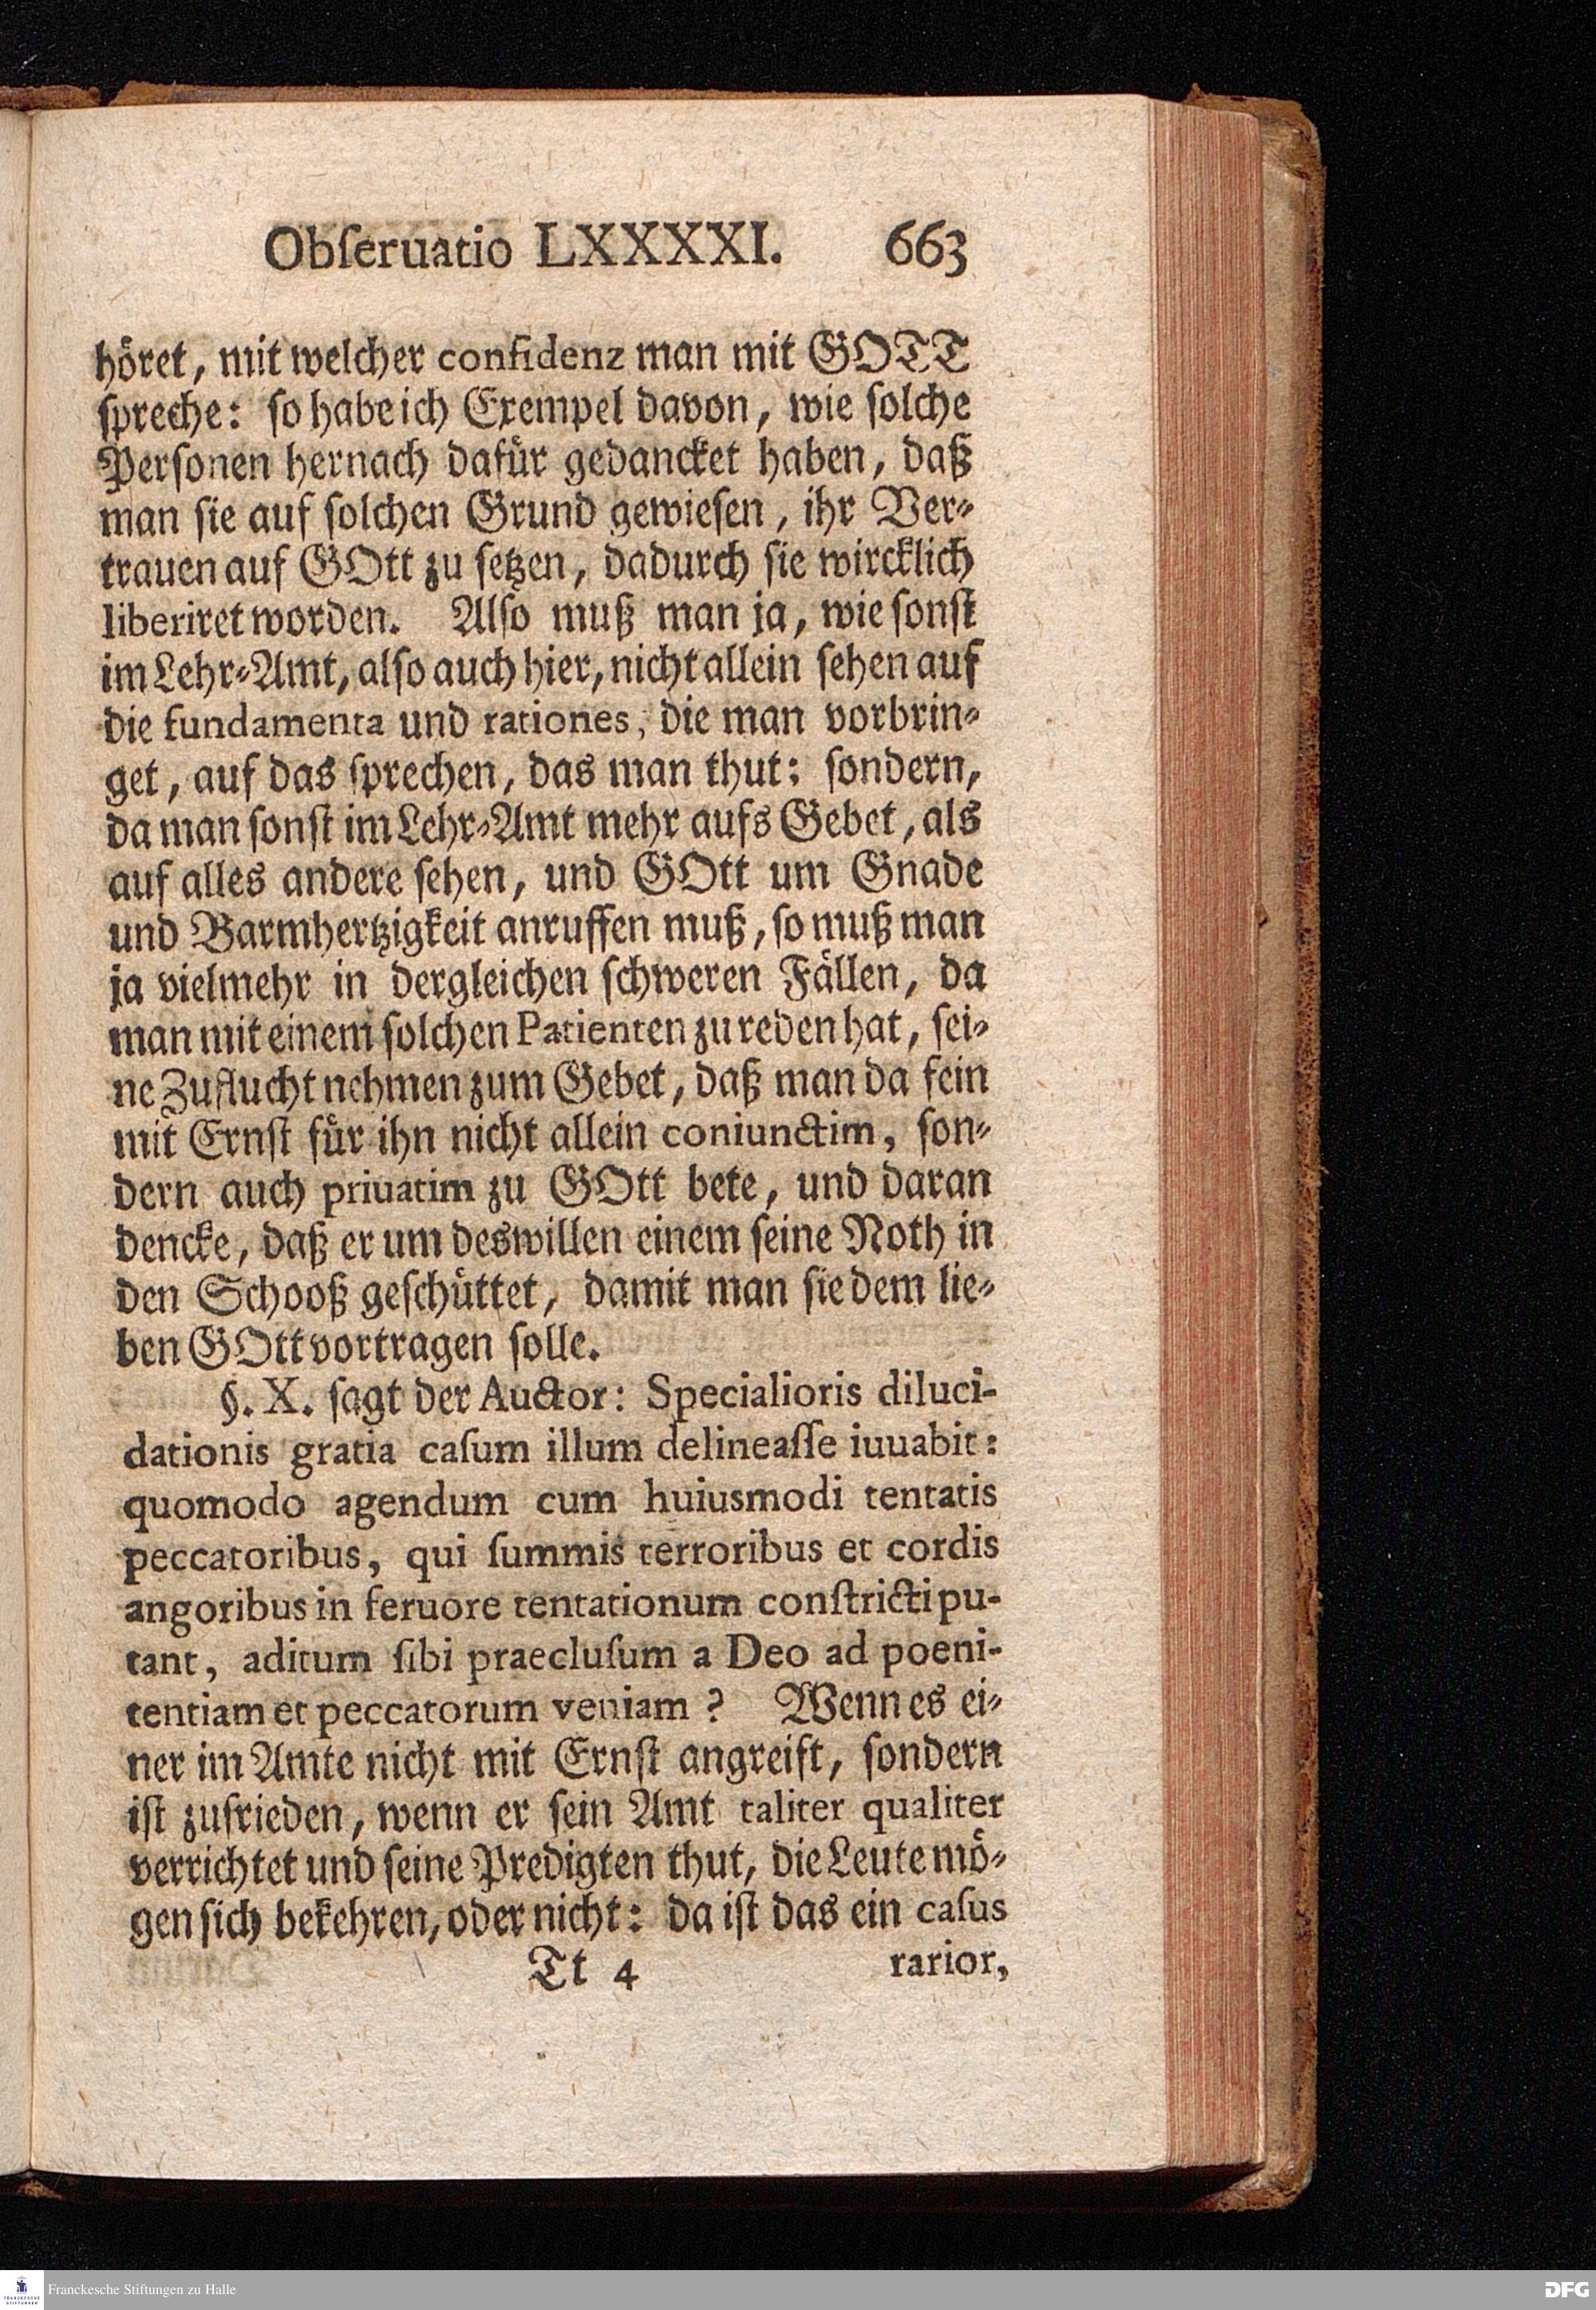 Obſeruatio LXXXXI. 663
höret, mit welcher confidenz man mit GOTT
ſpreche: ſo habe ich Exempel davon, wie ſolche
Perſonen hernach dafür gedancket haben, daß
man ſie auf ſolchen Grund gewieſen, ihr Ver-
trauen auf GOtt zu ſetzen, dadurch ſie wircklich
liberiret worden. Alſo muß man ja, wie ſonſt
im Lehr-Amt, alſo auch hier, nicht allein ſehen auf
die fundamenta und rationes, die man vorbrin-
get, auf das ſprechen, das man thut: ſondern,
da man ſonſt im Lehr-Amt mehr aufs Gebet, als
auf alles andere ſehen, und GOtt um Gnade
und Barmhertzigkeit anruffen muß, ſo muß man
ja vielmehr in dergleichen ſchweren Fällen, da
man mit einem ſolchen Patienten zu reden hat, ſei-
ne Zuflucht nehmen zum Gebet, daß man da fein
mit Ernſt für ihn nicht allein coniunctim, ſon-
dern auch priuatim zu GOtt bete, und daran
dencke, daß er um deswillen einem ſeine Noth in
den Schooß geſchüttet, damit man ſie dem lie-
ben GOtt vortragen ſolle.
§. X. ſagt der Auctor: Specialioris diluci-
dationis gratia caſum illum delineaſſe iuuabit:
quomodo agendum cum huiusmodi tentatis
peccatoribus, qui ſummis terroribus et cordis
angoribus in feruore tentationum conſtricti pu-
tant, aditum ſibi praecluſum a Deo ad poeni-
tentiam et peccatorum veniam? Wenn es ei-
ner im Amte nicht mit Ernſt angreift, ſondern
iſt zufrieden, wenn er ſein Amt taliter qualiter
verrichtet und ſeine Predigten thut, die Leute mö-
gen ſich bekehren, oder nicht: da iſt das ein caſus
Tt 4 rarior,
FRANCKESCHE
STIFTUNGEN
Franckesche Stiftungen zu Halle
DFG